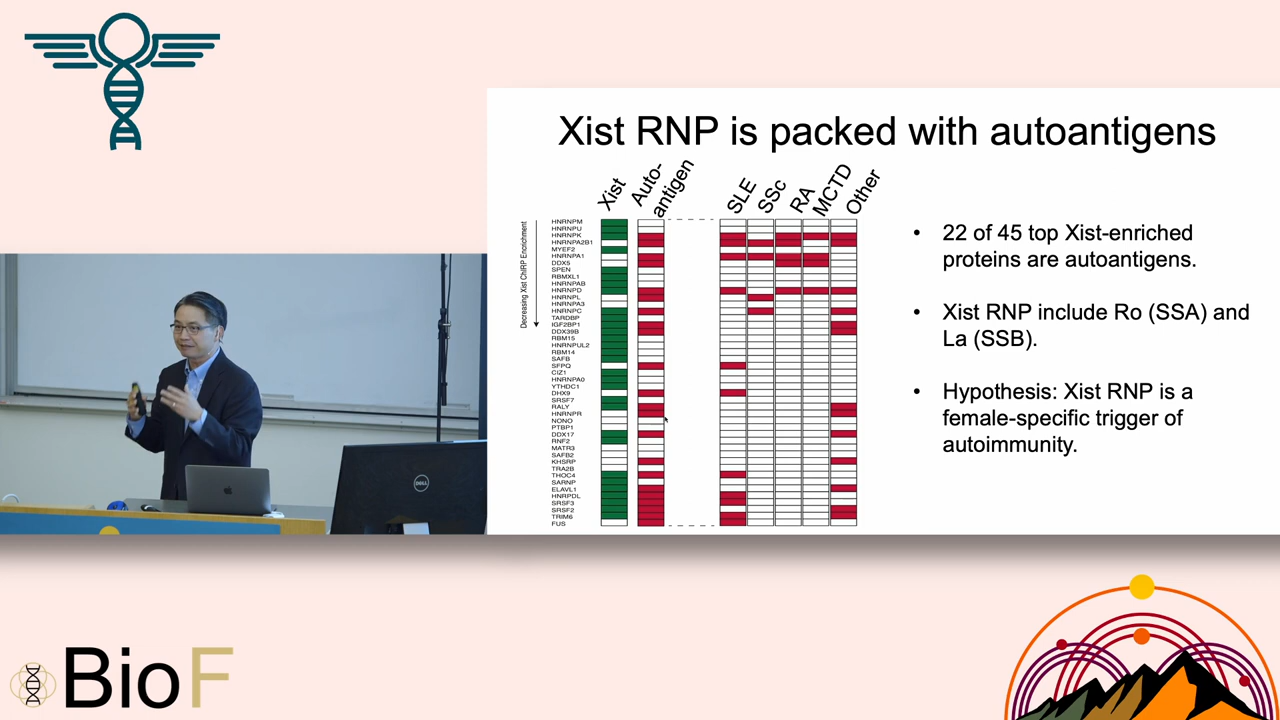 Xist RNP is packed with autoantigens
Xist
Auto-
antigen
SLE
SSc
RA
MCTD
Other
Decreasing Xist ChIRP Enrichment
HNRNPM
HNRNPU
HNRNPK
HNRNPA2B1
MYEF2
HNRNPA1
DDX5
SPEN
RBMXL1
HNRNPAB
HNRNPD
HNRNPL
HNRNPA3
HNRNPC
TARDBP
IGF2BP1
DDX39B
RBM15
HNRNPUL2
RBM14
SAFB
SFPQ
CIZ1
HNRNPA0
YTHDC1
DHX9
SRSF7
RALY
HNRNPR
NONO
PTBP1
DDX17
RNF2
MATR3
SAFB2
KHSRP
TRA2B
THOC4
SARNP
ELAVL1
HNRPDL
SRSF3
SRSF2
TRIM6
FUS
• 22 of 45 top Xist-enriched
proteins are autoantigens.
• Xist RNP include Ro (SSA) and
La (SSB).
• Hypothesis: Xist RNP is a
female-specific trigger of
autoimmunity.
DELL
BioF